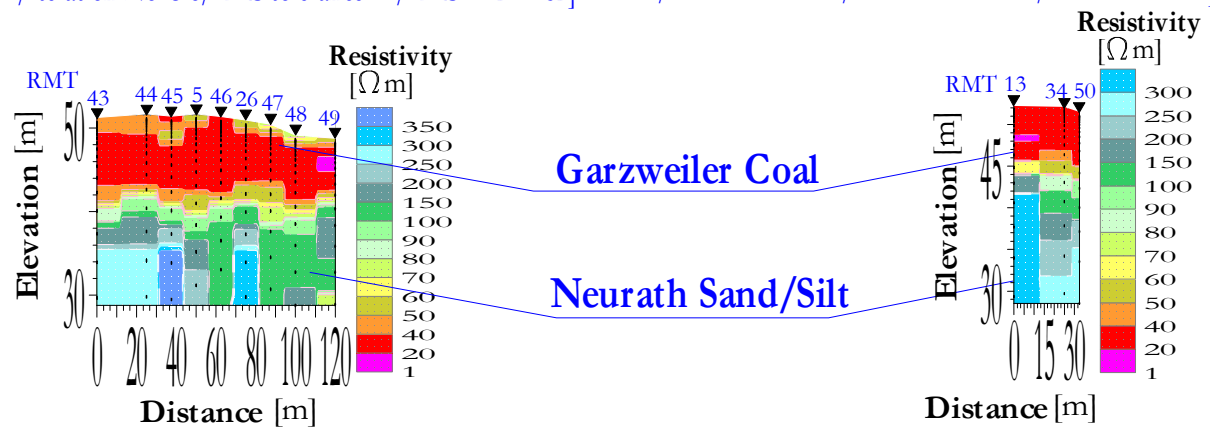 Resistivity
[Ωm]
RMT
43 44 45 5 46 26 47 48 49
50
30
Elevation [m]
350
300
250
200
150
100
90
80
70
60
50
40
20
1
0 20 40 60 80 100 120
Distance [m]
Garzweiler Coal
Neurath Sand/Silt
Resistivity
[Ωm]
RMT 13 34 50
45
30
Elevation [m]
300
250
200
150
100
90
80
70
60
50
40
20
1
0 15 30
Distance [m]